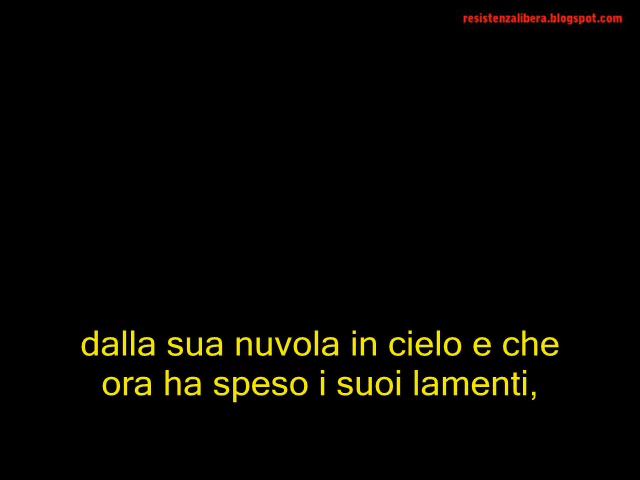 resistenzalibera.blogspot.com
dalla sua nuvola in cielo e che
ora ha speso i suoi lamenti,